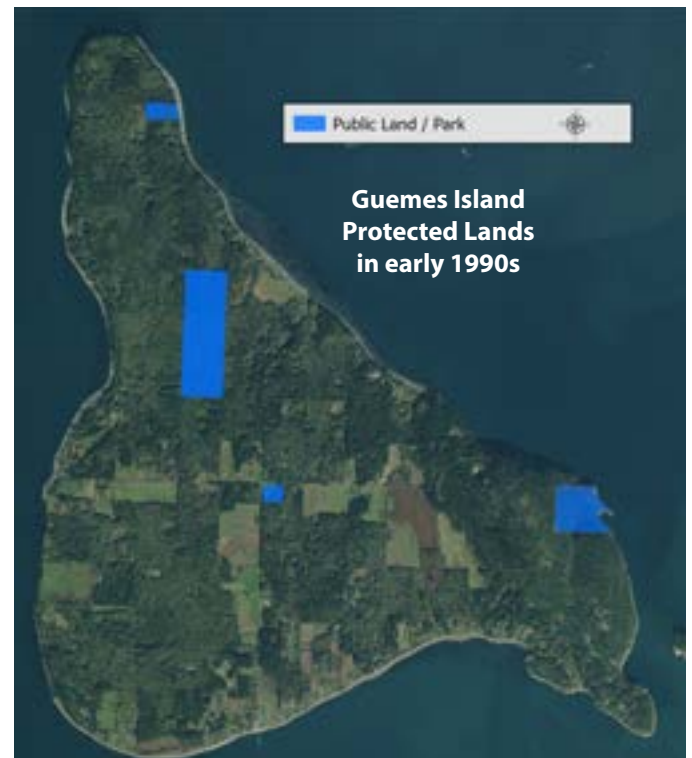 Public Land / Park
Guemes Island
Protected Lands
in early 1990s